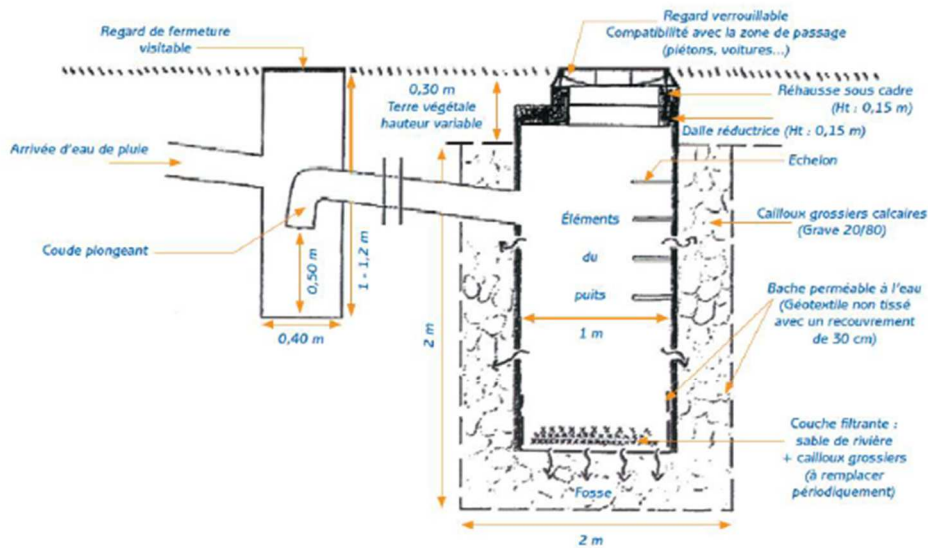 Regard de fermeture
visitable
Regard verrouillable
Compatibilité avec la zone de passage
(piétons, voitures...)
0,30 m
Terre végétale
hauteur variable
Réhausse sous cadre
(Ht : 0,15 m)
Dalle réductrice (Ht : 0,15 m)
Arrivée d'eau de pluie
Echelon
Éléments
du
puits
Cailloux grossiers calcaires
(Grave 20/80)
Coude plongeant
0,50 m
1 - 1,2 m
0,40 m
2 m
1 m
Bache perméable à l'eau
(Géotextile non tissé
avec un recouvrement
de 30 cm)
Couche filtrante :
sable de rivière
+ cailloux grossiers
(à remplacer
périodiquement)
Fosse
2 m